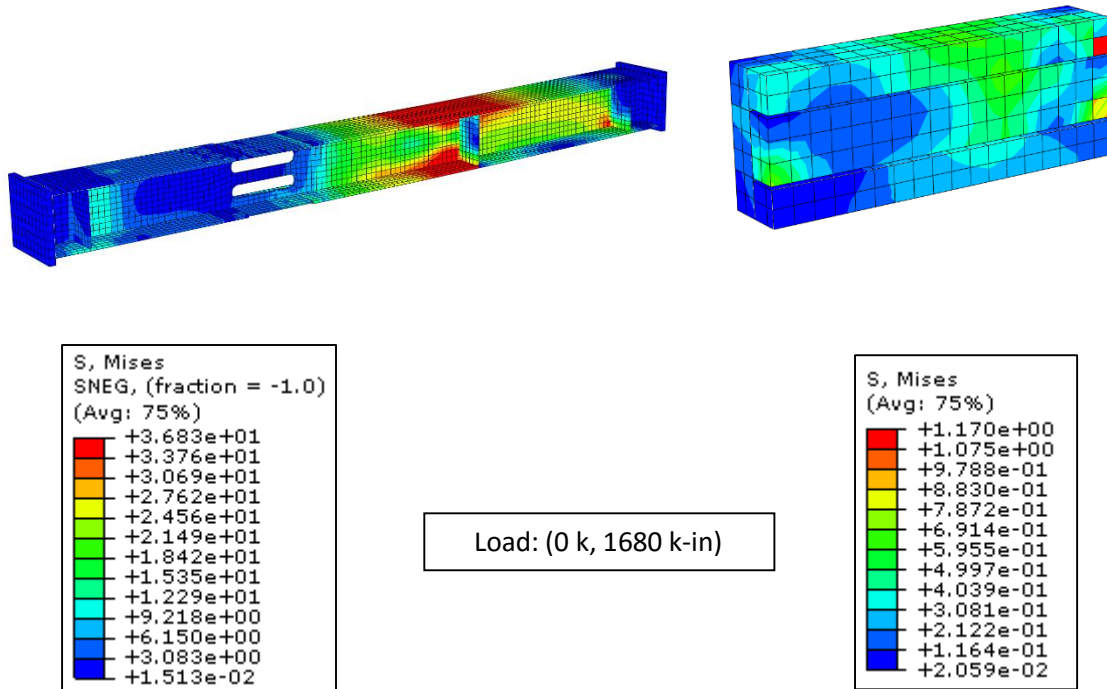 S, Mises
SNEG, (fraction = -1.0)
(Avg: 75%)
+3.683e+01
+3.376e+01
+3.069e+01
+2.762e+01
+2.456e+01
+2.149e+01
+1.842e+01
+1.535e+01
+1.229e+01
+9.218e+00
+6.150e+00
+3.083e+00
+1.513e-02
Load: (0 k, 1680 k-in)
S, Mises
(Avg: 75%)
+1.170e+00
+1.075e+00
+9.788e-01
+8.830e-01
+7.872e-01
+6.914e-01
+5.955e-01
+4.997e-01
+4.039e-01
+3.081e-01
+2.122e-01
+1.164e-01
+2.059e-02